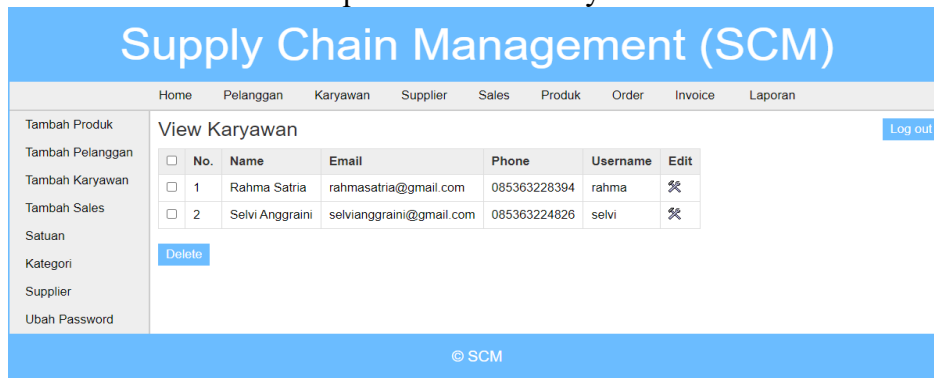 Supply Chain Management (SCM)
Home Pelanggan Karyawan Supplier Sales Produk Order Invoice Laporan
Tambah Produk
Tambah Pelanggan
Tambah Karyawan
Tambah Sales
Satuan
Kategori
Supplier
Ubah Password
View Karyawan
Log out
No. Name Email Phone Username Edit
1 Rahma Satria rahmasatria@gmail.com 085363228394 rahma
2 Selvi Anggraini selvianggraini@gmail.com 085363224826 selvi
Delete
© SCM